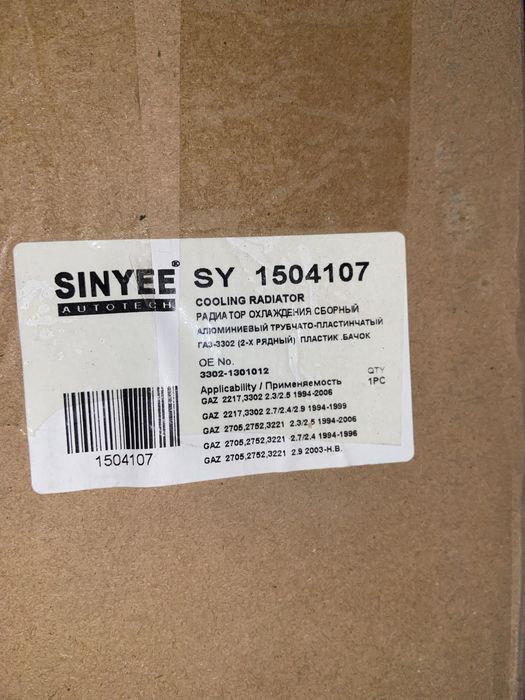 SINYEE®
AUTOTECH
SY 1504107
COOLING RADIATOR
РАДИАТОР ОХЛАЖДЕНИЯ СБОРНЫЙ
АЛЮМИНИЕВЫЙ ТРУБЧАТО-ПЛАСТИНЧАТЫЙ
ГАЗ-3302 (2-Х РЯДНЫЙ) ПЛАСТИК .БАЧОК
OE No.
3302-1301012
QTY
1PC
Applicability / Применяемость
GAZ 2217,3302 2.3/2.5 1994-2006
GAZ 2217,3302 2.7/2.4/2.9 1994-1999
GAZ 2705,2752,3221 2.3/2.5 1994-2006
GAZ 2705,2752,3221 2.7/2.4 1994-1996
GAZ 2705,2752,3221 2.9 2003-Н.В.
1504107